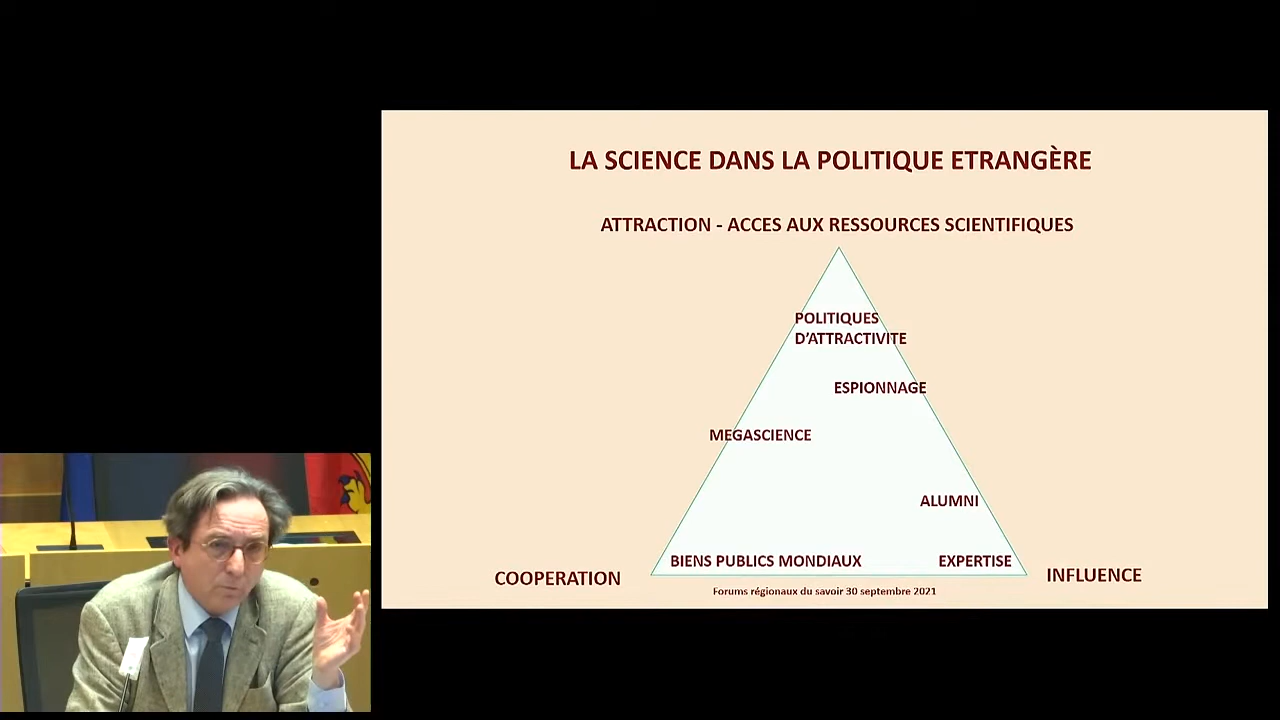 LA SCIENCE DANS LA POLITIQUE ETRANGÈRE
ATTRACTION - ACCES AUX RESSOURCES SCIENTIFIQUES
POLITIQUES
D'ATTRACTIVITE
ESPIONNAGE
MEGASCIENCE
ALUMNI
BIENS PUBLICS MONDIAUX
EXPERTISE
COOPERATION
INFLUENCE
Forums régionaux du savoir 30 septembre 2021